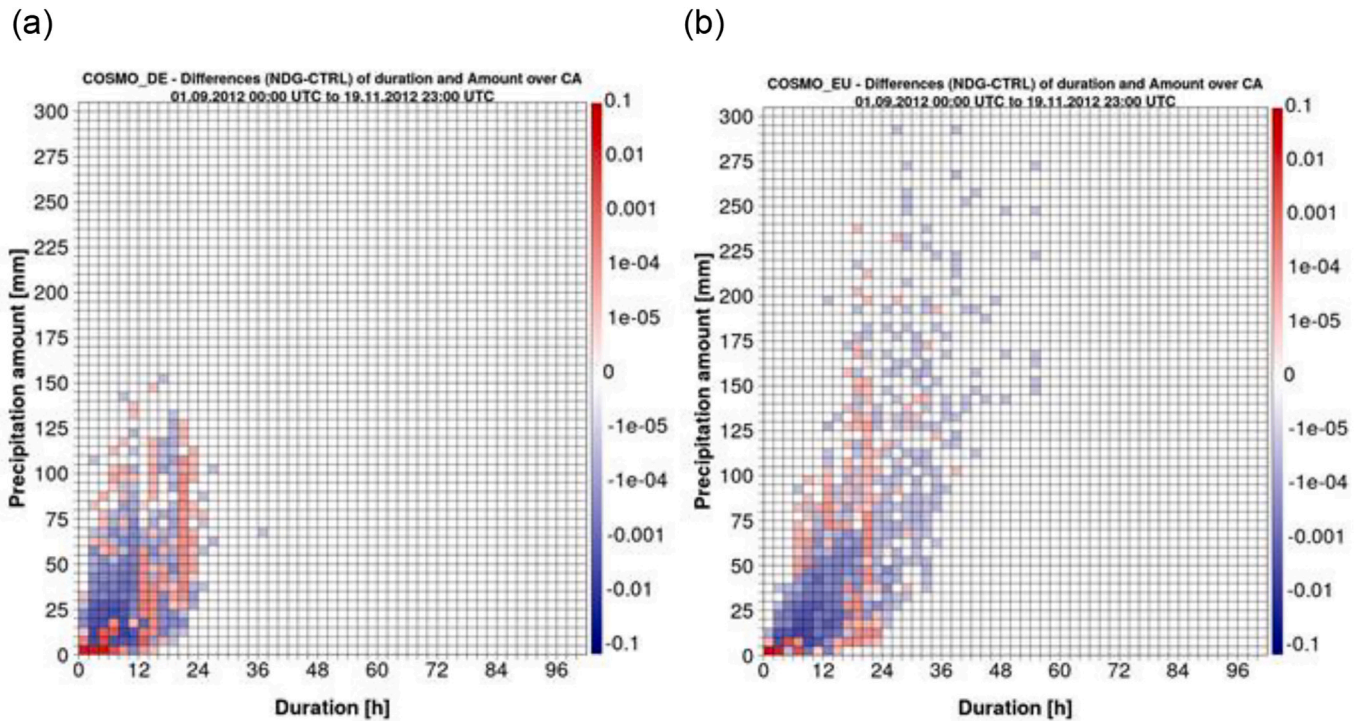 (a)
COSMO_DE - Differences (NDG-CTRL) of duration and Amount over CA
01.09.2012 00:00 UTC to 19.11.2012 23:00 UTC
Precipitation amount [mm]
300
275
250
225
200
175
150
125
100
75
50
25
0
0 12 24 36 48 60 72 84 96
Duration [h]
0.1
0.01
0.001
1e-04
1e-05
0
-1e-05
-1e-04
-0.001
-0.01
-0.1
(b)
COSMO_EU - Differences (NDG-CTRL) of duration and Amount over CA
01.09.2012 00:00 UTC to 19.11.2012 23:00 UTC
Precipitation amount [mm]
300
275
250
225
200
175
150
125
100
75
50
25
0
0 12 24 36 48 60 72 84 96
Duration [h]
0.1
0.01
0.001
1e-04
1e-05
0
-1e-05
-1e-04
-0.001
-0.01
-0.1